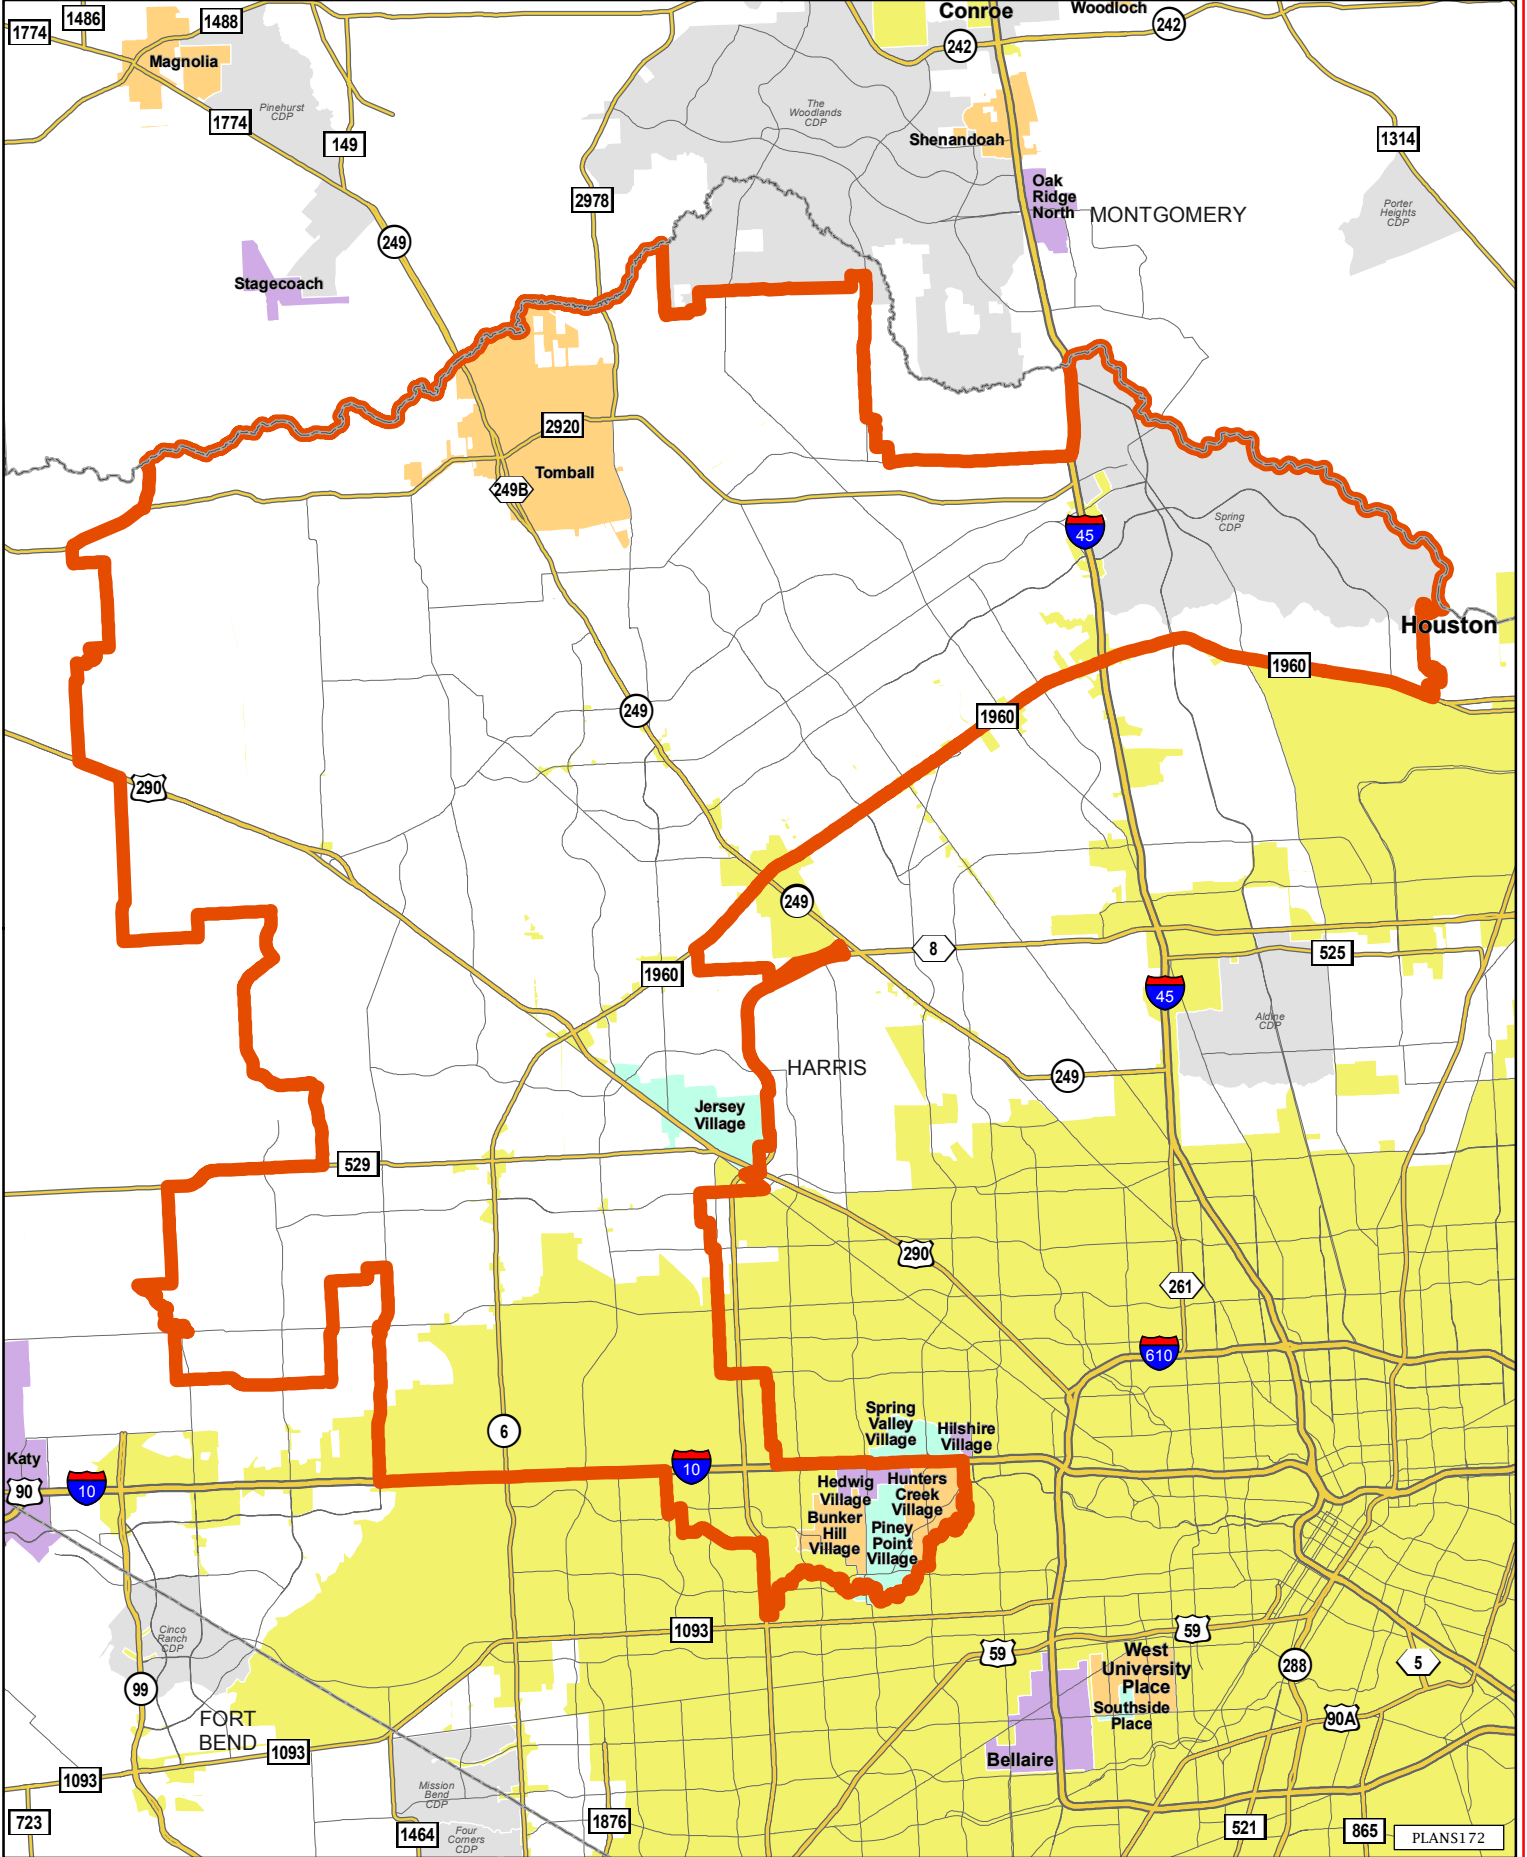 Conroe
Woodloch
1486
1488
1774
242
242
Magnolia
Pinehurst
CDP
The
Woodlands
CDP
1774
149
Shenandoah
1314
2978
Oak
Ridge
North
MONTGOMERY
Porter
Heights
CDP
249
Stagecoach
2920
Tomball
249B
45
Spring
CDP
Houston
1960
249
1960
290
249
8
525
1960
45
Aldine
CDP
HARRIS
249
Jersey
Village
529
290
261
610
Spring
Valley
Village
Hilshire
Village
6
Katy
10
90
10
Hedwig
Village
Hunters
Creek
Village
Bunker
Hill
Village
Piney
Point
Village
Cinco
Ranch
CDP
1093
59
59
West
University
Place
288
5
99
Southside
Place
FORT
BEND
90A
1093
Bellaire
1093
Mission
Bend
CDP
723
1464
Four
Corners
CDP
1876
521
865
PLANS172